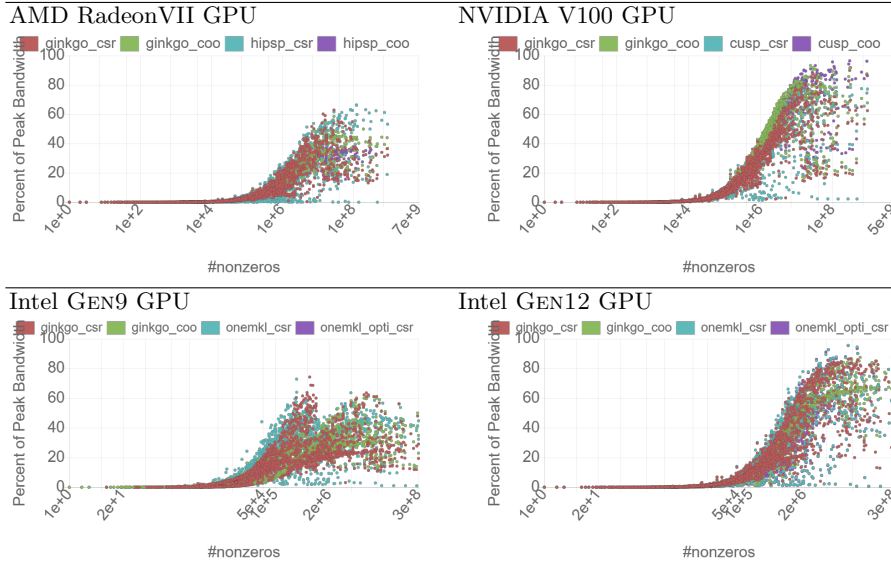 AMD RadeonVII GPU
ginkgo_csr ginkgo_coo hipsp_csr hipsp_coo
Percent of Peak Bandwidth
100
80
60
40
20
0
1e+0 1e+2 1e+4 1e+6 1e+8 7e+9
#nonzeros
NVIDIA V100 GPU
ginkgo_csr ginkgo_coo cusp_csr cusp_coo
Percent of Peak Bandwidth
100
80
60
40
20
0
1e+0 1e+2 1e+4 1e+6 1e+8 5e+9
#nonzeros
Intel GEN9 GPU
ginkgo_csr ginkgo_coo onemkl_csr onemkl_opti_csr
Percent of Peak Bandwidth
100
80
60
40
20
0
1e+0 2e+1 5e+4 1e+5 2e+6 3e+8
#nonzeros
Intel GEN12 GPU
ginkgo_csr ginkgo_coo onemkl_csr onemkl_opti_csr
Percent of Peak Bandwidth
100
80
60
40
20
0
1e+0 2e+1 5e+4 1e+5 2e+6 3e+8
#nonzeros